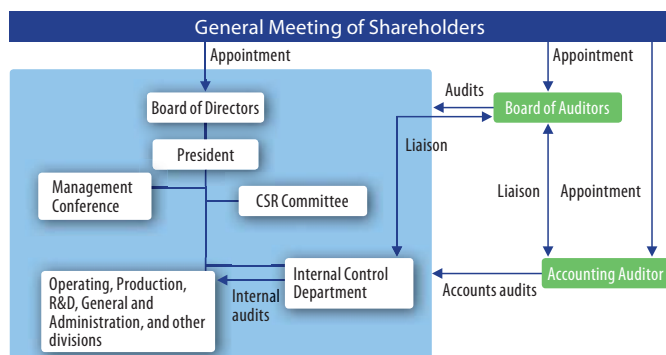 General Meeting of Shareholders
Appointment
Appointment
Board of Directors
Audits
Board of Auditors
President
Liaison
Management
Conference
CSR Committee
Liaison
Appointment
Operating, Production,
R&D, General and
Administration, and other
divisions
Internal
audits
Internal Control
Department
Accounts audits
Accounting Auditor